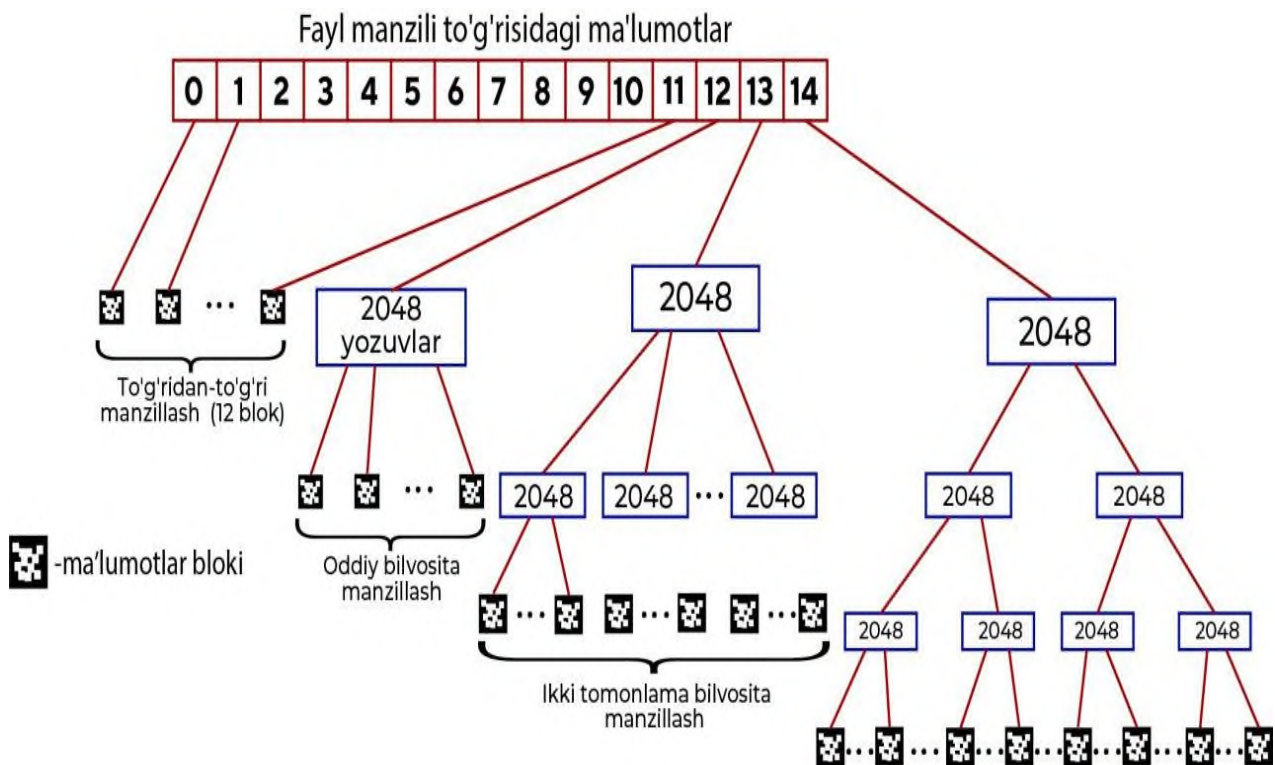 Fayl manzili to'g'risidagi ma'lumotlar
0 1 2 3 4 5 6 7 8 9 10 11 12 13 14
2048
yozuvlar
2048
2048
To'g'ridan-to'g'ri
manzillash (12 blok)
2048 2048 ... 2048
2048 2048
-ma'lumotlar bloki
Oddiy bilvosita
manzillash
2048 2048 2048 2048
Ikki tomonlama bilvosita
manzillash